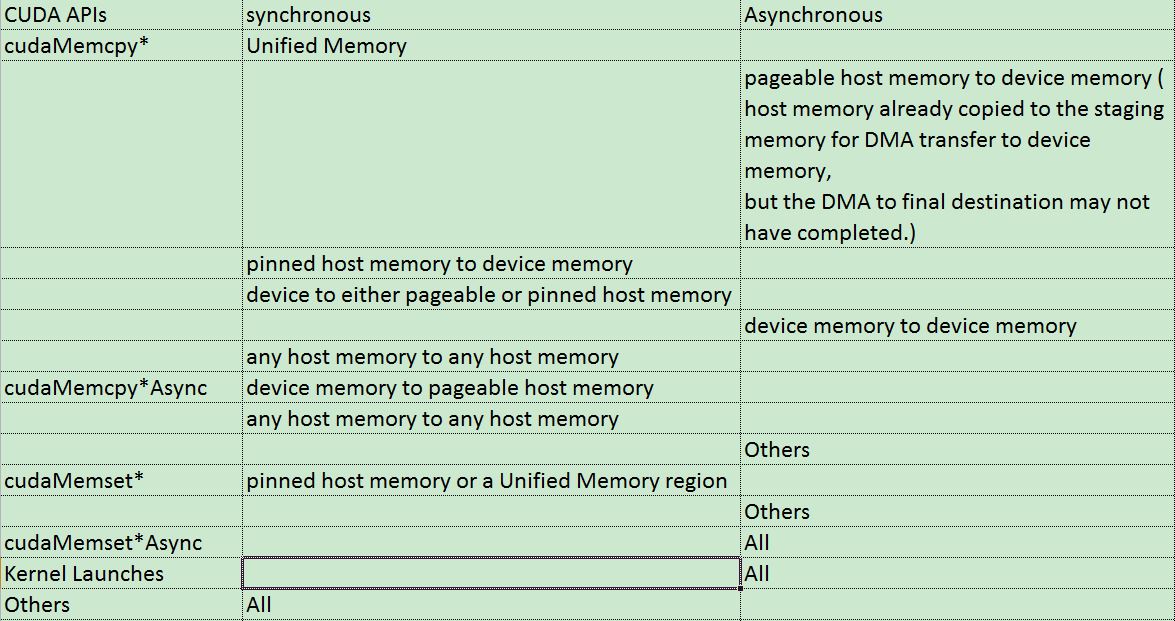 CUDA APIs synchronous Asynchronous
cudaMemcpy* Unified Memory
pageable host memory to device memory (
host memory already copied to the staging
memory for DMA transfer to device
memory,
but the DMA to final destination may not
have completed.)
pinned host memory to device memory
device to either pageable or pinned host memory
device memory to device memory
any host memory to any host memory
cudaMemcpy*Async device memory to pageable host memory
any host memory to any host memory
Others
cudaMemset* pinned host memory or a Unified Memory region
Others
cudaMemset*Async All
Kernel Launches All
Others All